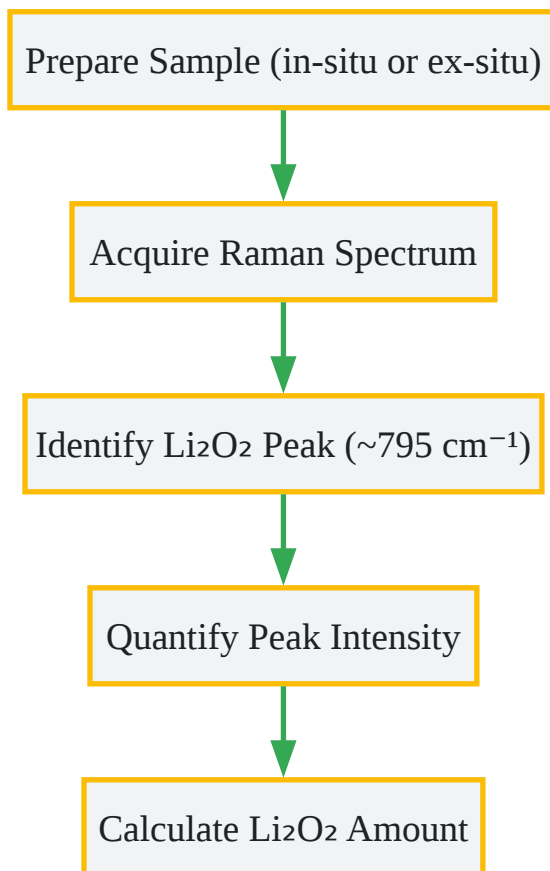 Prepare Sample (in-situ or ex-situ)
Acquire Raman Spectrum
Identify Li₂O₂ Peak (~795 cm⁻¹)
Quantify Peak Intensity
Calculate Li₂O₂ Amount